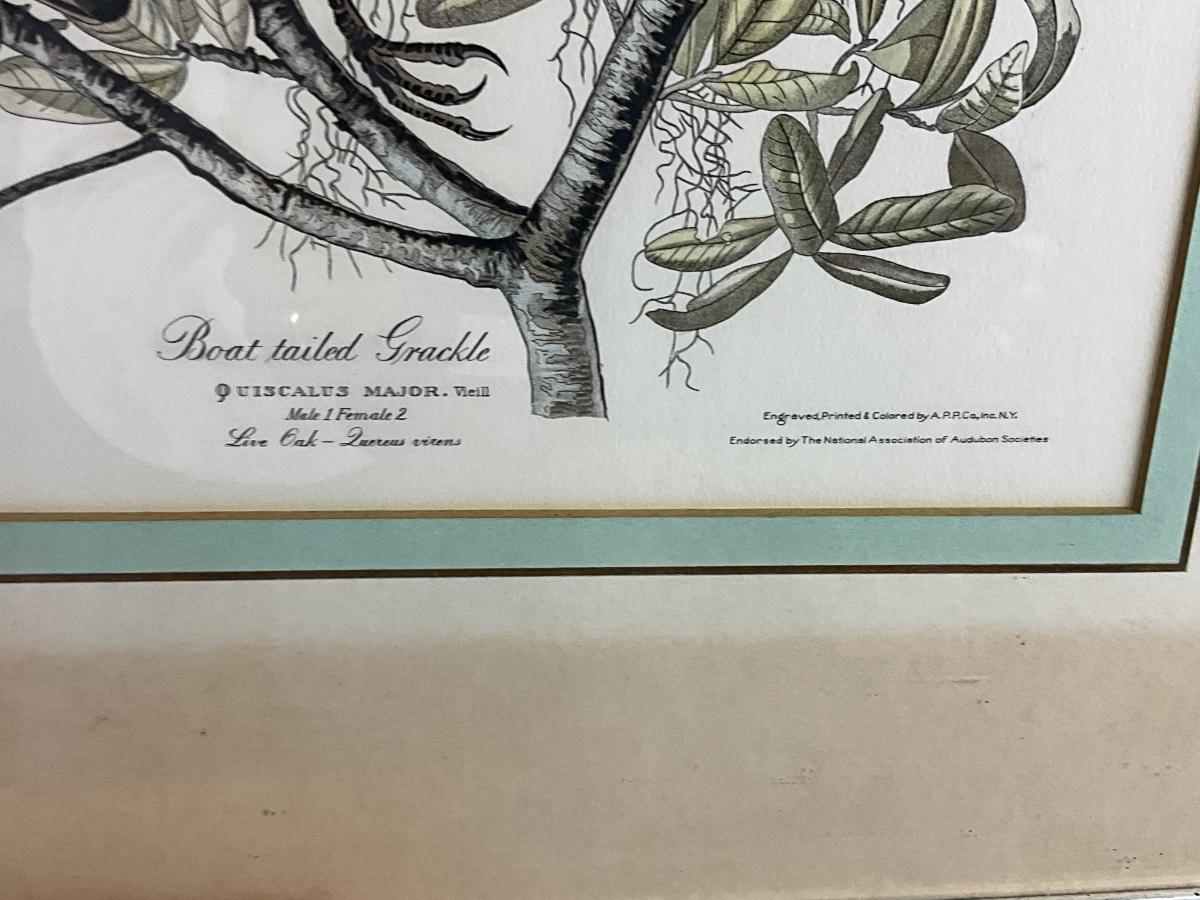 Boat tailed Grackle
QUISCALUS MAJOR. Vieill
Male 1 Female 2
Live Oak – Quercus virens
Engraved, Printed & Colored by A.P.P.Co., Inc. N.Y.
Endorsed by The National Association of Audubon Societies